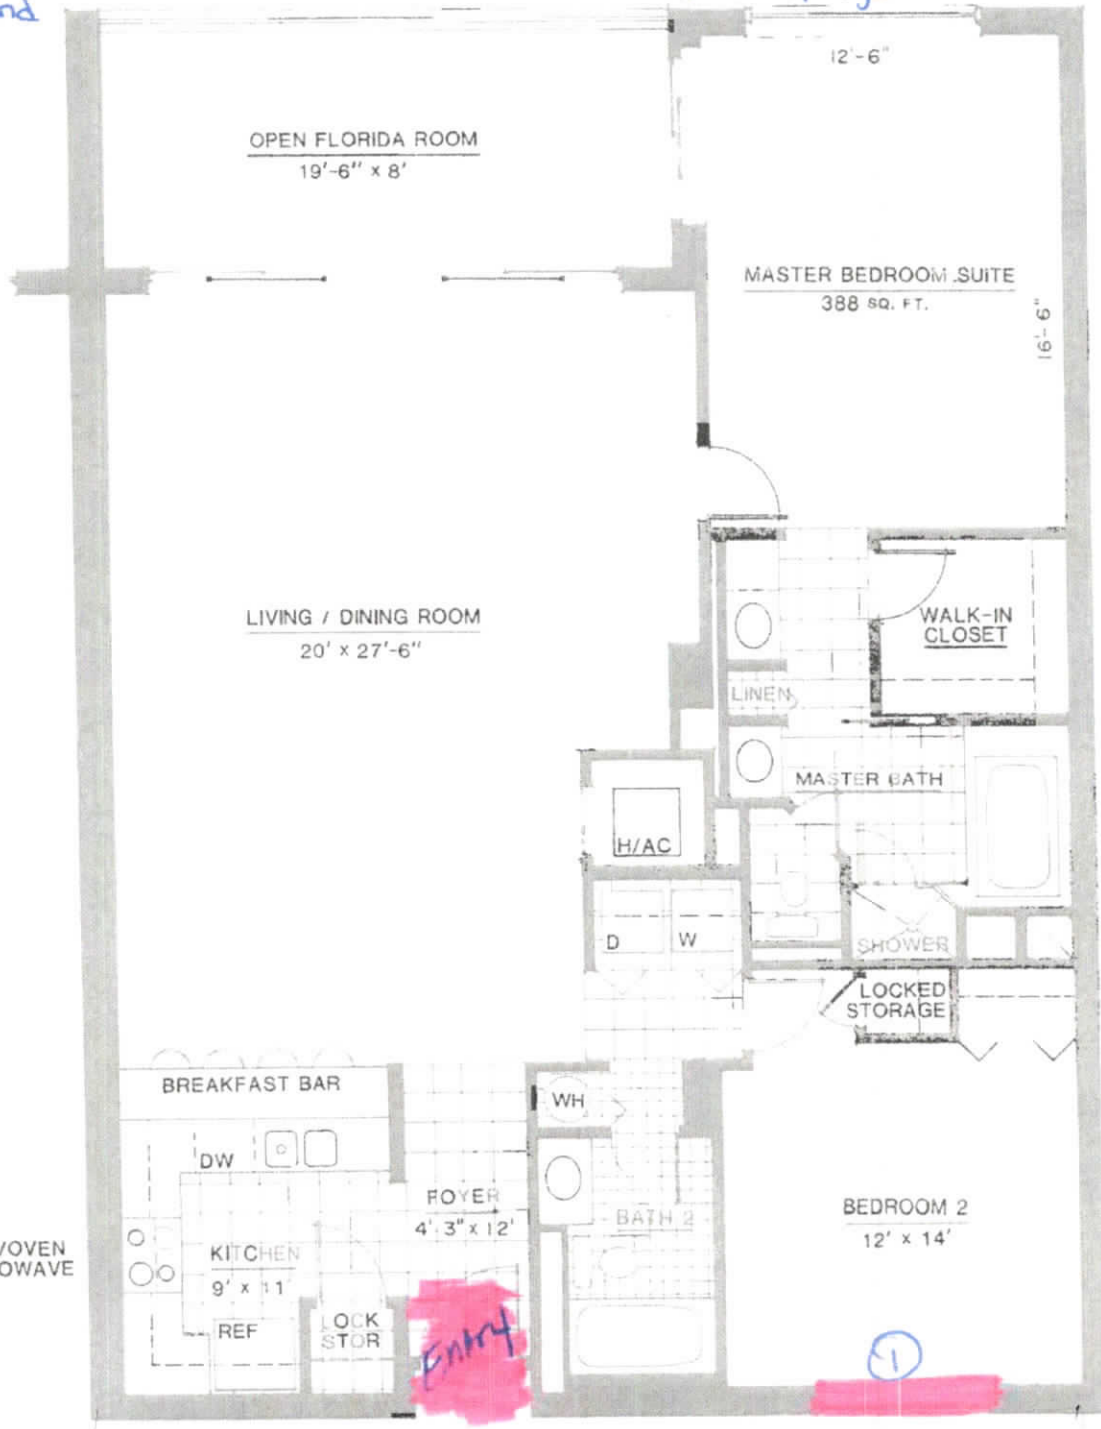 nd
12'-6"
OPEN FLORIDA ROOM
19'-6" x 8'
MASTER BEDROOM SUITE
388 SQ. FT.
16'-6"
LIVING / DINING ROOM
20' x 27'-6"
WALK-IN
CLOSET
LINEN
MASTER BATH
H/AC
D
W
SHOWER
LOCKED
STORAGE
BREAKFAST BAR
WH
DW
FOYER
4' 3" x 12'
BATH 2
BEDROOM 2
12' x 14'
/OVEN
OWAVE
KITCHEN
9' x 11'
REF
LOCK
STOR
Entry
1